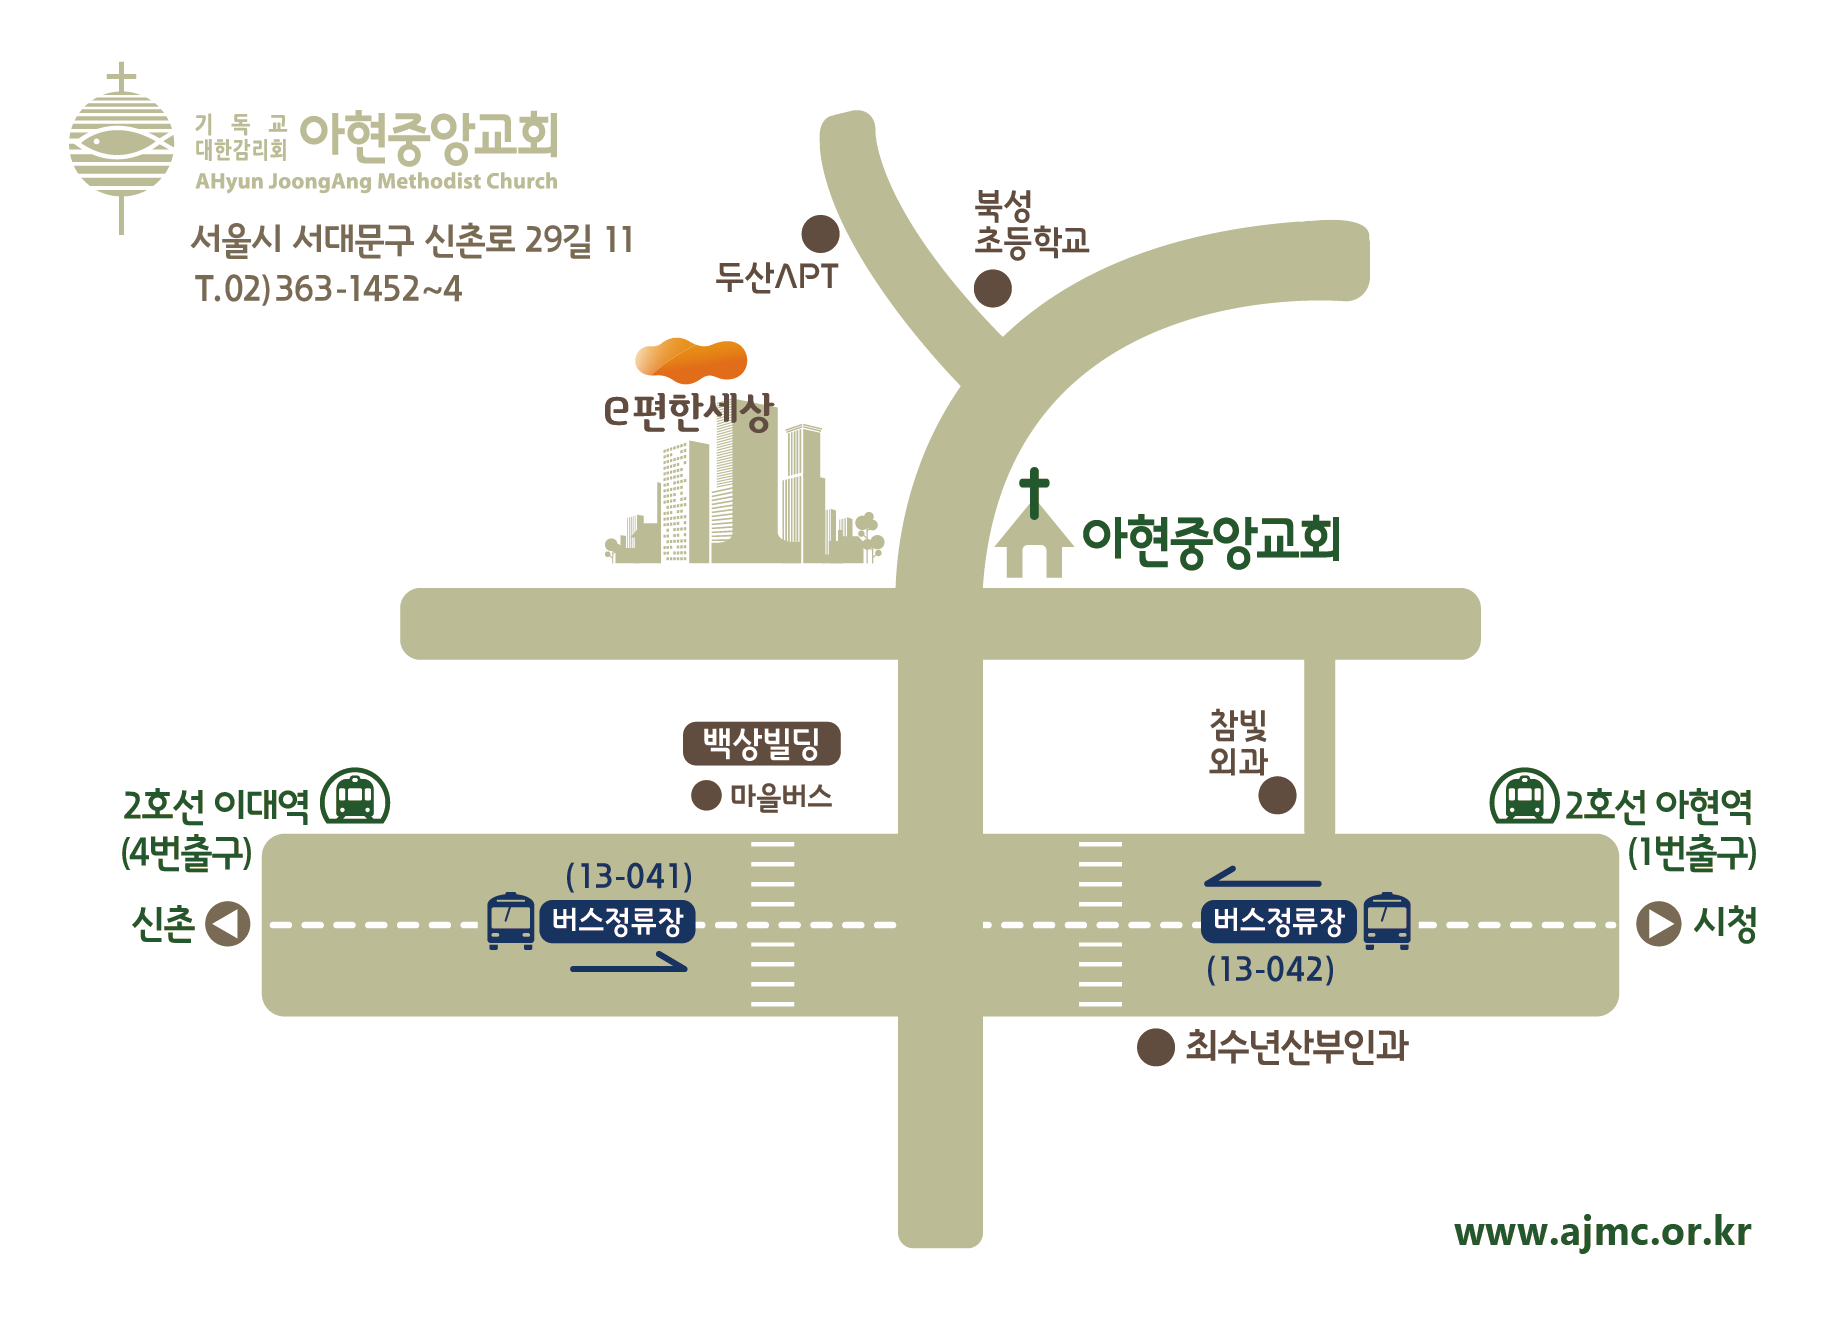 기 독 교
대한감리회
아현중앙교회
AHyun JoongAng Methodist Church
서울시 서대문구 신촌로 29길 11
T.02)363-1452~4
북성
초등학교
두산APT
e편한세상
아현중앙교회
백상빌딩
마을버스
참빛
외과
2호선 이대역
(4번출구)
신촌
2호선 아현역
(1번출구)
시청
(13-041)
버스정류장
버스정류장
(13-042)
최수년산부인과
www.ajmc.or.kr